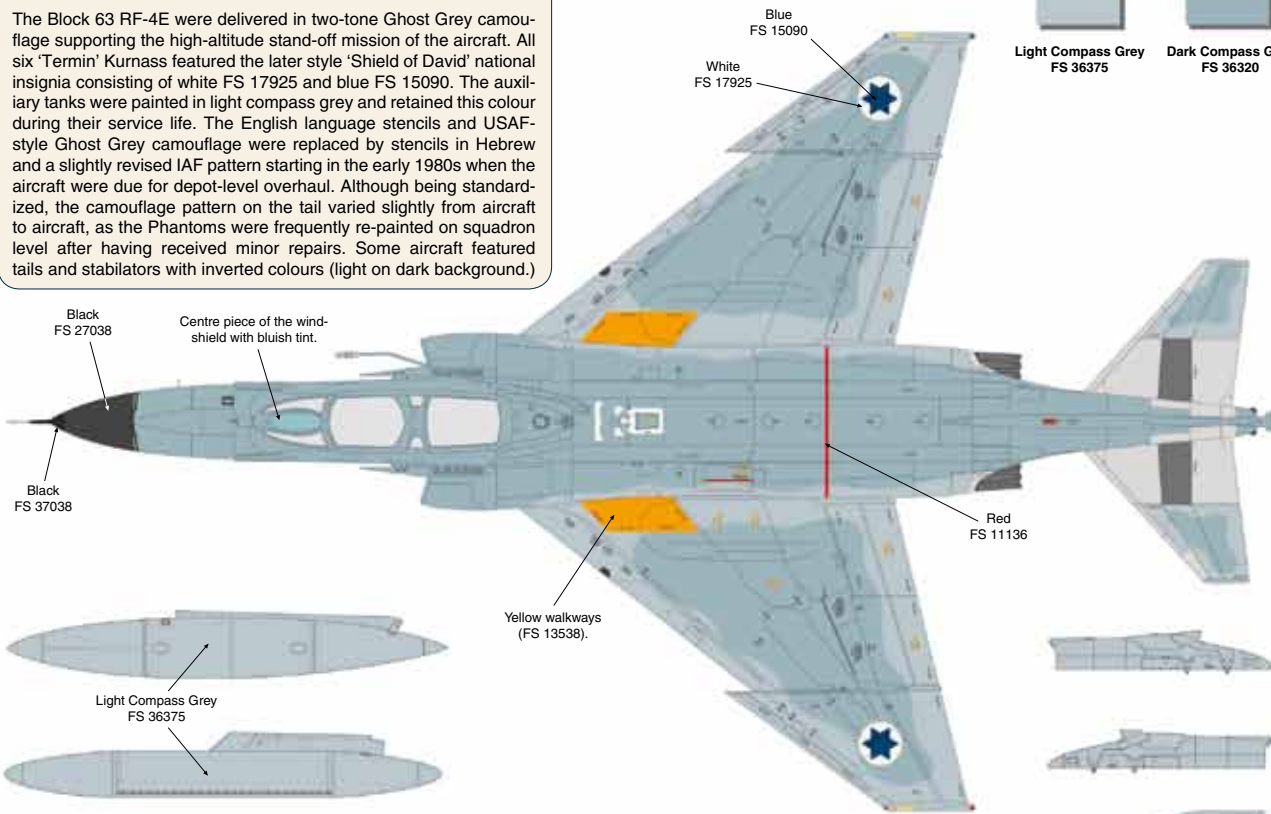 The Block 63 RF-4E were delivered in two-tone Ghost Grey camou-
flage supporting the high-altitude stand-off mission of the aircraft. All
six ‘Termin’ Kurnass featured the later style ‘Shield of David’ national
insignia consisting of white FS 17925 and blue FS 15090. The auxil-
iary tanks were painted in light compass grey and retained this colour
during their service life. The English language stencils and USAF-
style Ghost Grey camouflage were replaced by stencils in Hebrew
and a slightly revised IAF pattern starting in the early 1980s when the
aircraft were due for depot-level overhaul. Although being standard-
ized, the camouflage pattern on the tail varied slightly from aircraft
to aircraft, as the Phantoms were frequently re-painted on squadron
level after having received minor repairs. Some aircraft featured
tails and stabilators with inverted colours (light on dark background.)
Blue
FS 15090
White
FS 17925
Light Compass Grey
FS 36375
Dark Compass G
FS 36320
Black
FS 27038
Centre piece of the wind-
shield with bluish tint.
Black
FS 37038
Red
FS 11136
Yellow walkways
(FS 13538).
Light Compass Grey
FS 36375